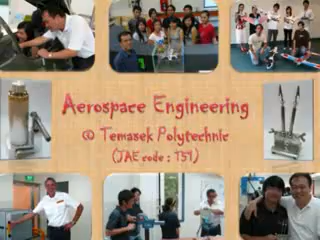 Aerospace Engineering
@ Temasek Polytechnic
(JAE code : T51)